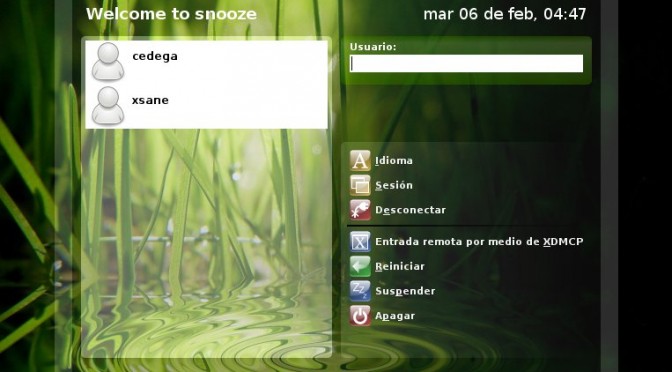 Welcome to snooze
mar 06 de feb, 04:47
cedega
xsane
Usuario:
Idioma
Sesión
Desconectar
Entrada remota por medio de XDMCP
Reiniciar
Suspender
Apagar